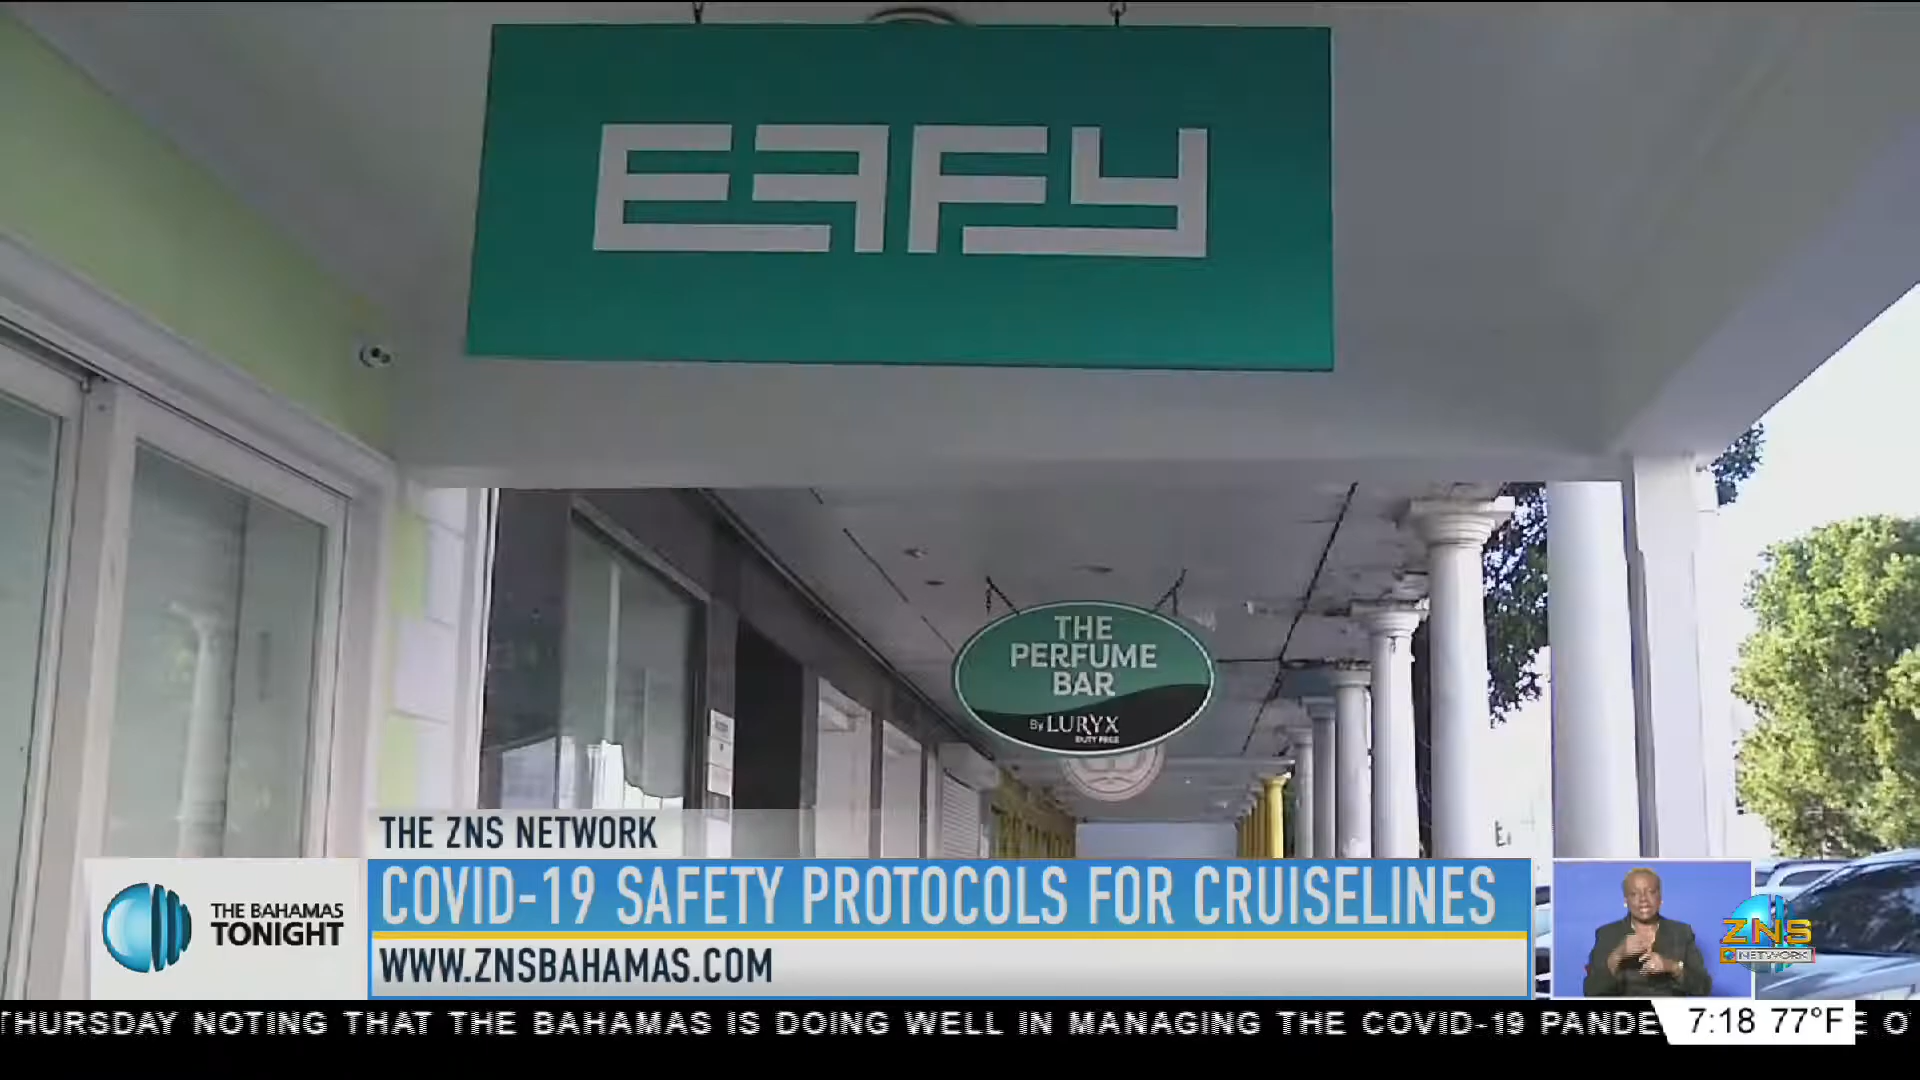 EFFY
THE
PERFUME
BAR
By LURYX
DUTY FREE
THE ZNS NETWORK
COVID-19 SAFETY PROTOCOLS FOR CRUISELINES
WWW.ZNSBAHAMAS.COM
THE BAHAMAS
TONIGHT
ZNS
NETWORK
THURSDAY NOTING THAT THE BAHAMAS IS DOING WELL IN MANAGING THE COVID-19
7:18 77°F